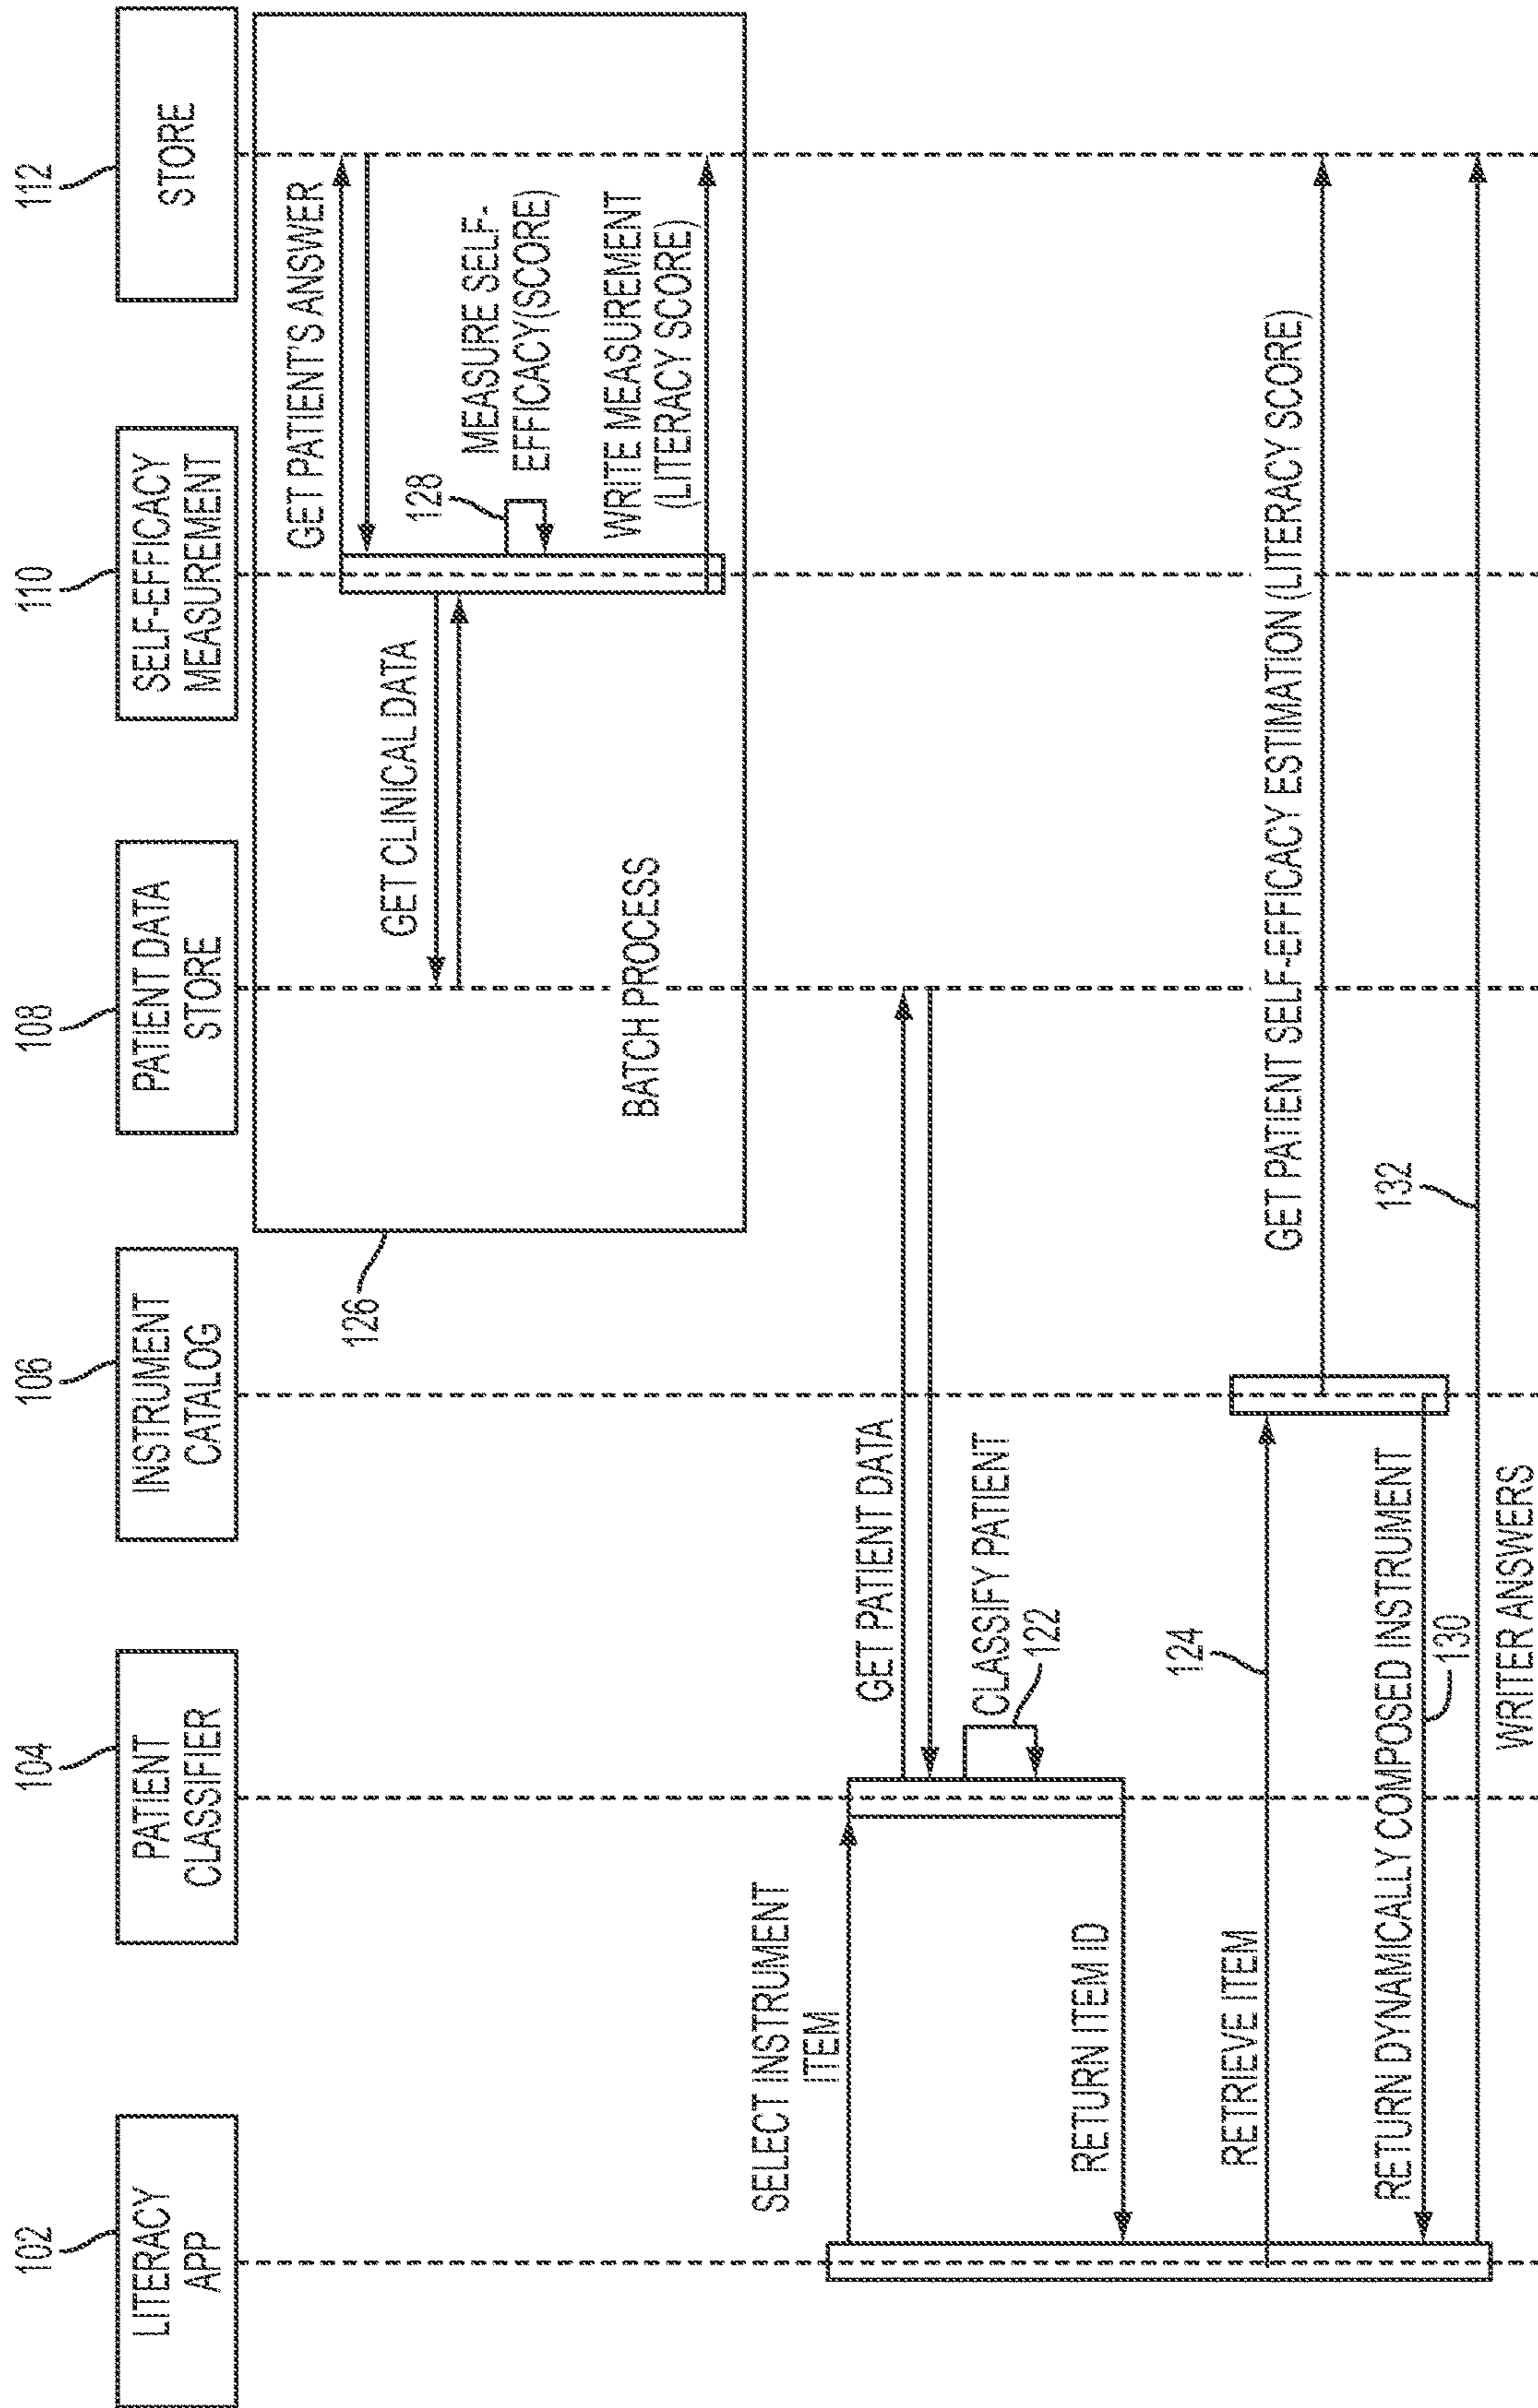 102
LITERACY
APP
104
PATIENT
CLASSIFIER
106
INSTRUMENT
CATALOG
108
PATIENT DATA
STORE
110
SELF-EFFICACY
MEASUREMENT
112
STORE
GET PATIENT'S ANSWER
GET CLINICAL DATA
128
MEASURE SELF-
EFFICACY(SCORE)
WRITE MEASUREMENT
(LITERACY SCORE)
126
BATCH PROCESS
SELECT INSTRUMENT
ITEM
GET PATIENT DATA
CLASSIFY PATIENT
122
RETURN ITEM ID
RETRIEVE ITEM
124
GET PATIENT SELF-EFFICACY ESTIMATION (LITERACY SCORE)
RETURN DYNAMICALLY COMPOSED INSTRUMENT
130
132
WRITER ANSWERS